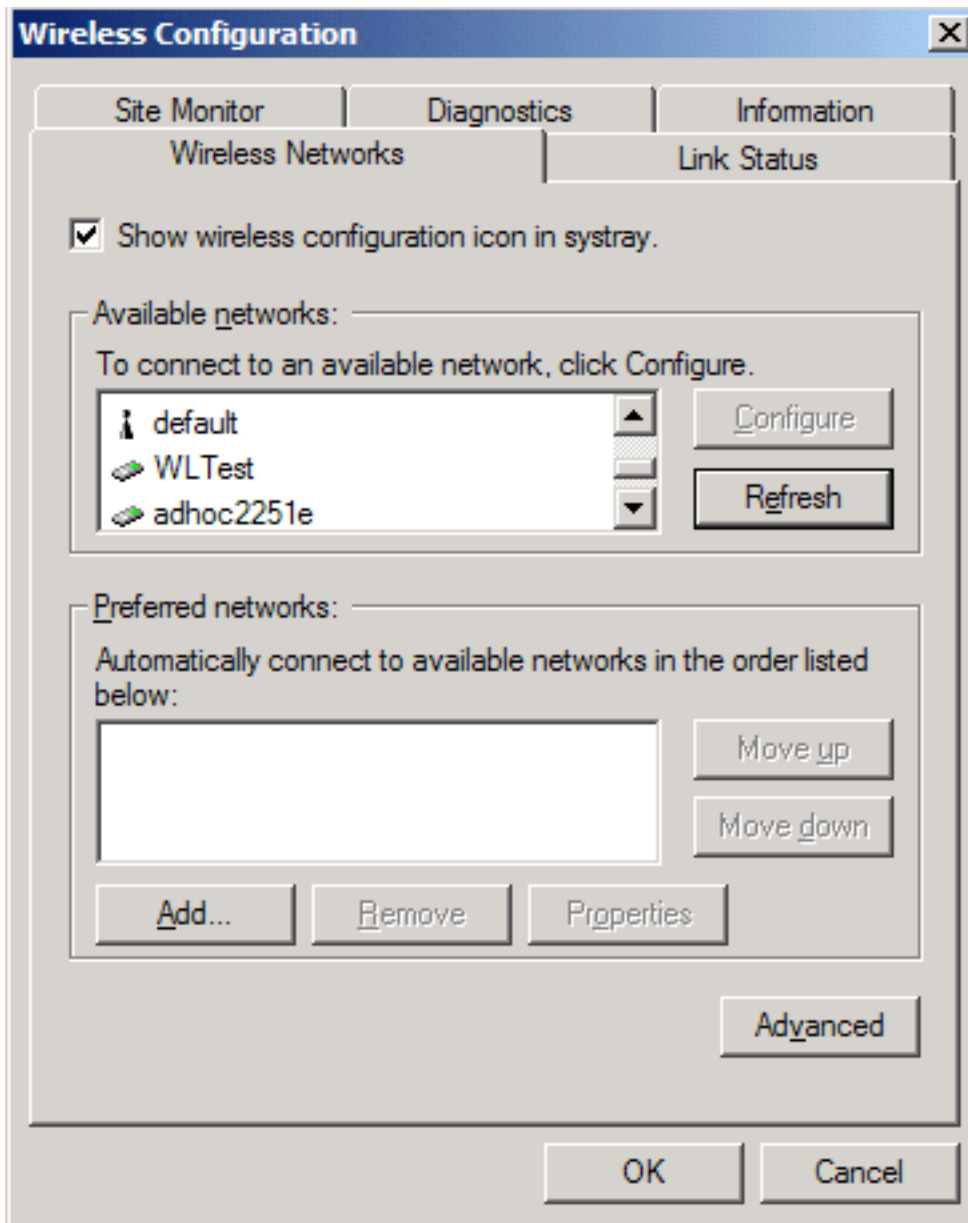 Wireless Configuration
Site Monitor
Diagnostics
Information
Wireless Networks
Link Status
Show wireless configuration icon in systray.
Available networks:
To connect to an available network, click Configure.
default
WLTest
adhoc2251e
Configure
Refresh
Preferred networks:
Automatically connect to available networks in the order listed
below:
Move up
Move down
Add...
Remove
Properties
Advanced
OK
Cancel